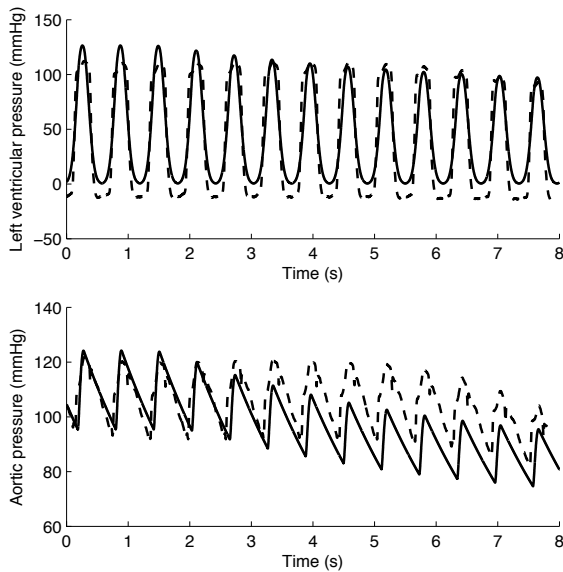 Left ventricular pressure (mmHg)
150
100
50
0
−50
0 1 2 3 4 5 6 7 8
Time (s)
Aortic pressure (mmHg)
140
120
100
80
60
0 1 2 3 4 5 6 7 8
Time (s)